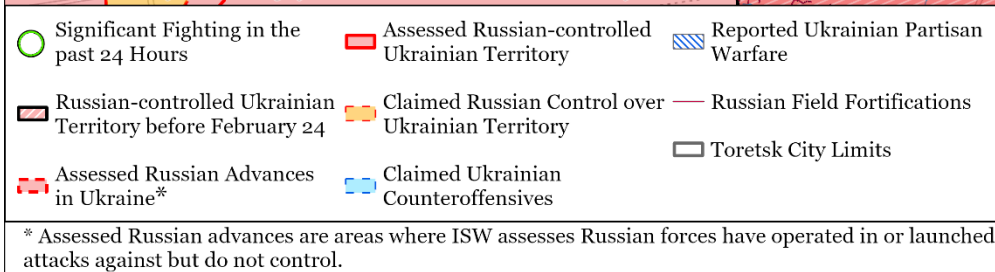 Significant Fighting in the
past 24 Hours
Russian-controlled Ukrainian
Territory before February 24
Assessed Russian Advances
in Ukraine*
Assessed Russian-controlled
Ukrainian Territory
Claimed Russian Control over
Ukrainian Territory
Claimed Ukrainian
Counteroffensives
Reported Ukrainian Partisan
Warfare
Russian Field Fortifications
Toretsk City Limits
* Assessed Russian advances are areas where ISW assesses Russian forces have operated in or launched
attacks against but do not control.